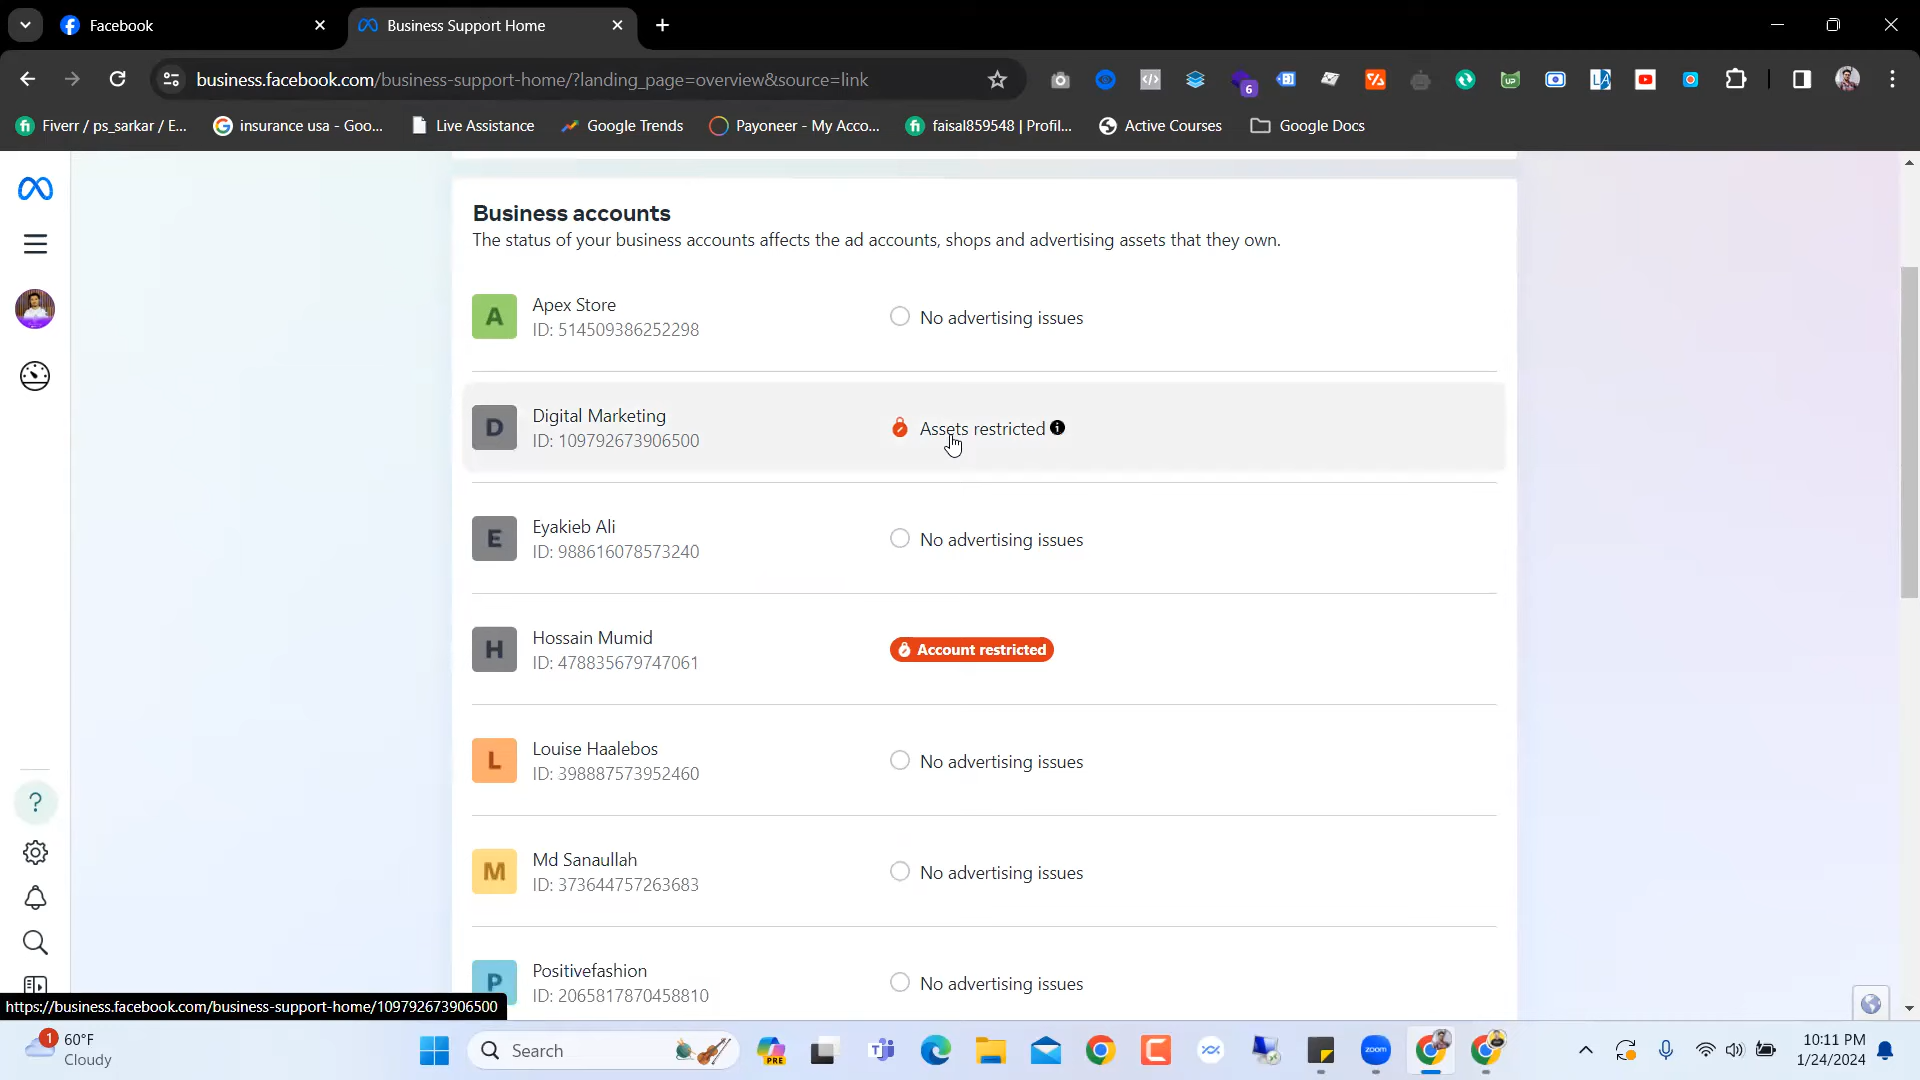 Facebook
Business Support Home
business.facebook.com/business-support-home/?landing_page=overview&source=link
6
UP
Fiverr / ps_sarkar / E...
insurance usa - Goo...
Live Assistance
Google Trends
Payoneer - My Acco...
faisal859548 | Profil...
Active Courses
Google Docs
Business accounts
The status of your business accounts affects the ad accounts, shops and advertising assets that they own.
A
Apex Store
ID: 514509386252298
No advertising issues
D
Digital Marketing
ID: 109792673906500
Assets restricted
E
Eyakieb Ali
ID: 988616078573240
No advertising issues
H
Hossain Mumid
ID: 478835679747061
Account restricted
L
Louise Haalebos
ID: 398887573952460
No advertising issues
M
Md Sanaullah
ID: 373644757263683
No advertising issues
P
Positivefashion
ID: 2065817870458810
No advertising issues
https://business.facebook.com/business-support-home/109792673906500
1
60°F
Cloudy
Search
PRE
zoom
10:11 PM
1/24/2024